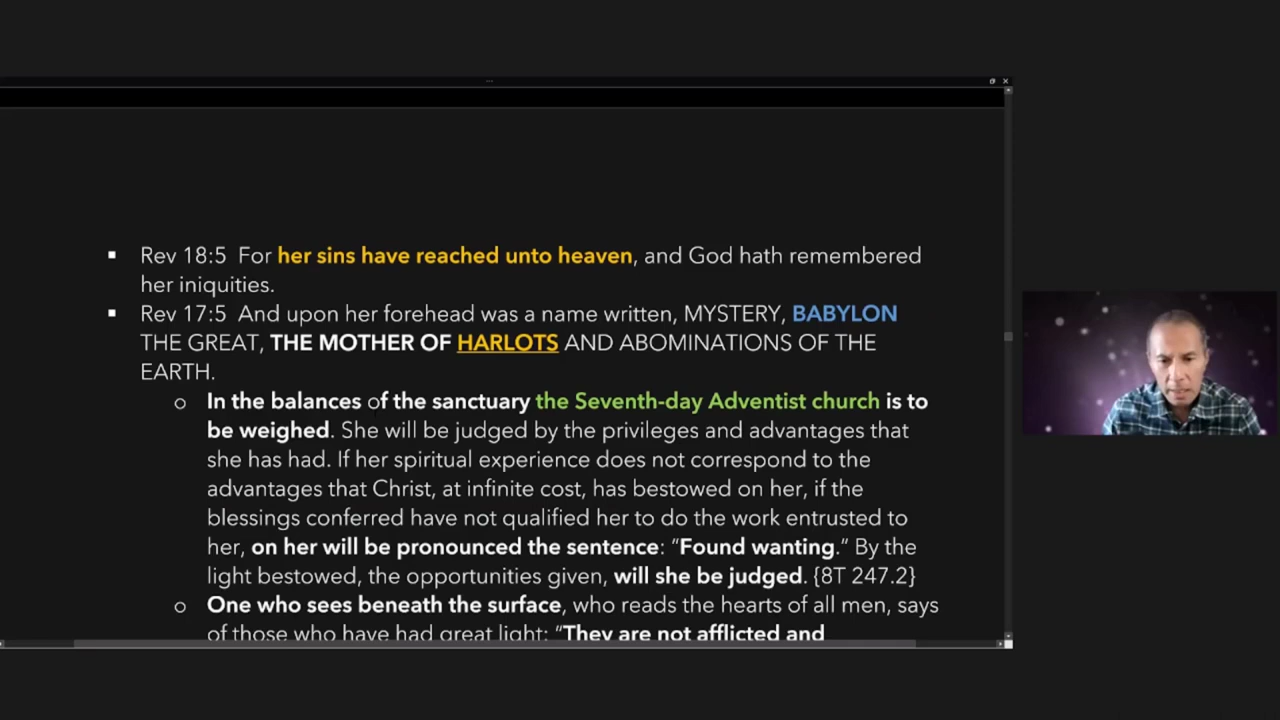 ▪ Rev 18:5 For her sins have reached unto heaven, and God hath remembered
her iniquities.
▪ Rev 17:5 And upon her forehead was a name written, MYSTERY, BABYLON
THE GREAT, THE MOTHER OF HARLOTS AND ABOMINATIONS OF THE
EARTH.
o In the balances of the sanctuary the Seventh-day Adventist church is to
be weighed. She will be judged by the privileges and advantages that
she has had. If her spiritual experience does not correspond to the
advantages that Christ, at infinite cost, has bestowed on her, if the
blessings conferred have not qualified her to do the work entrusted to
her, on her will be pronounced the sentence: “Found wanting.” By the
light bestowed, the opportunities given, will she be judged. {8T 247.2}
o One who sees beneath the surface, who reads the hearts of all men, says
of those who have had great light: “They are not afflicted and